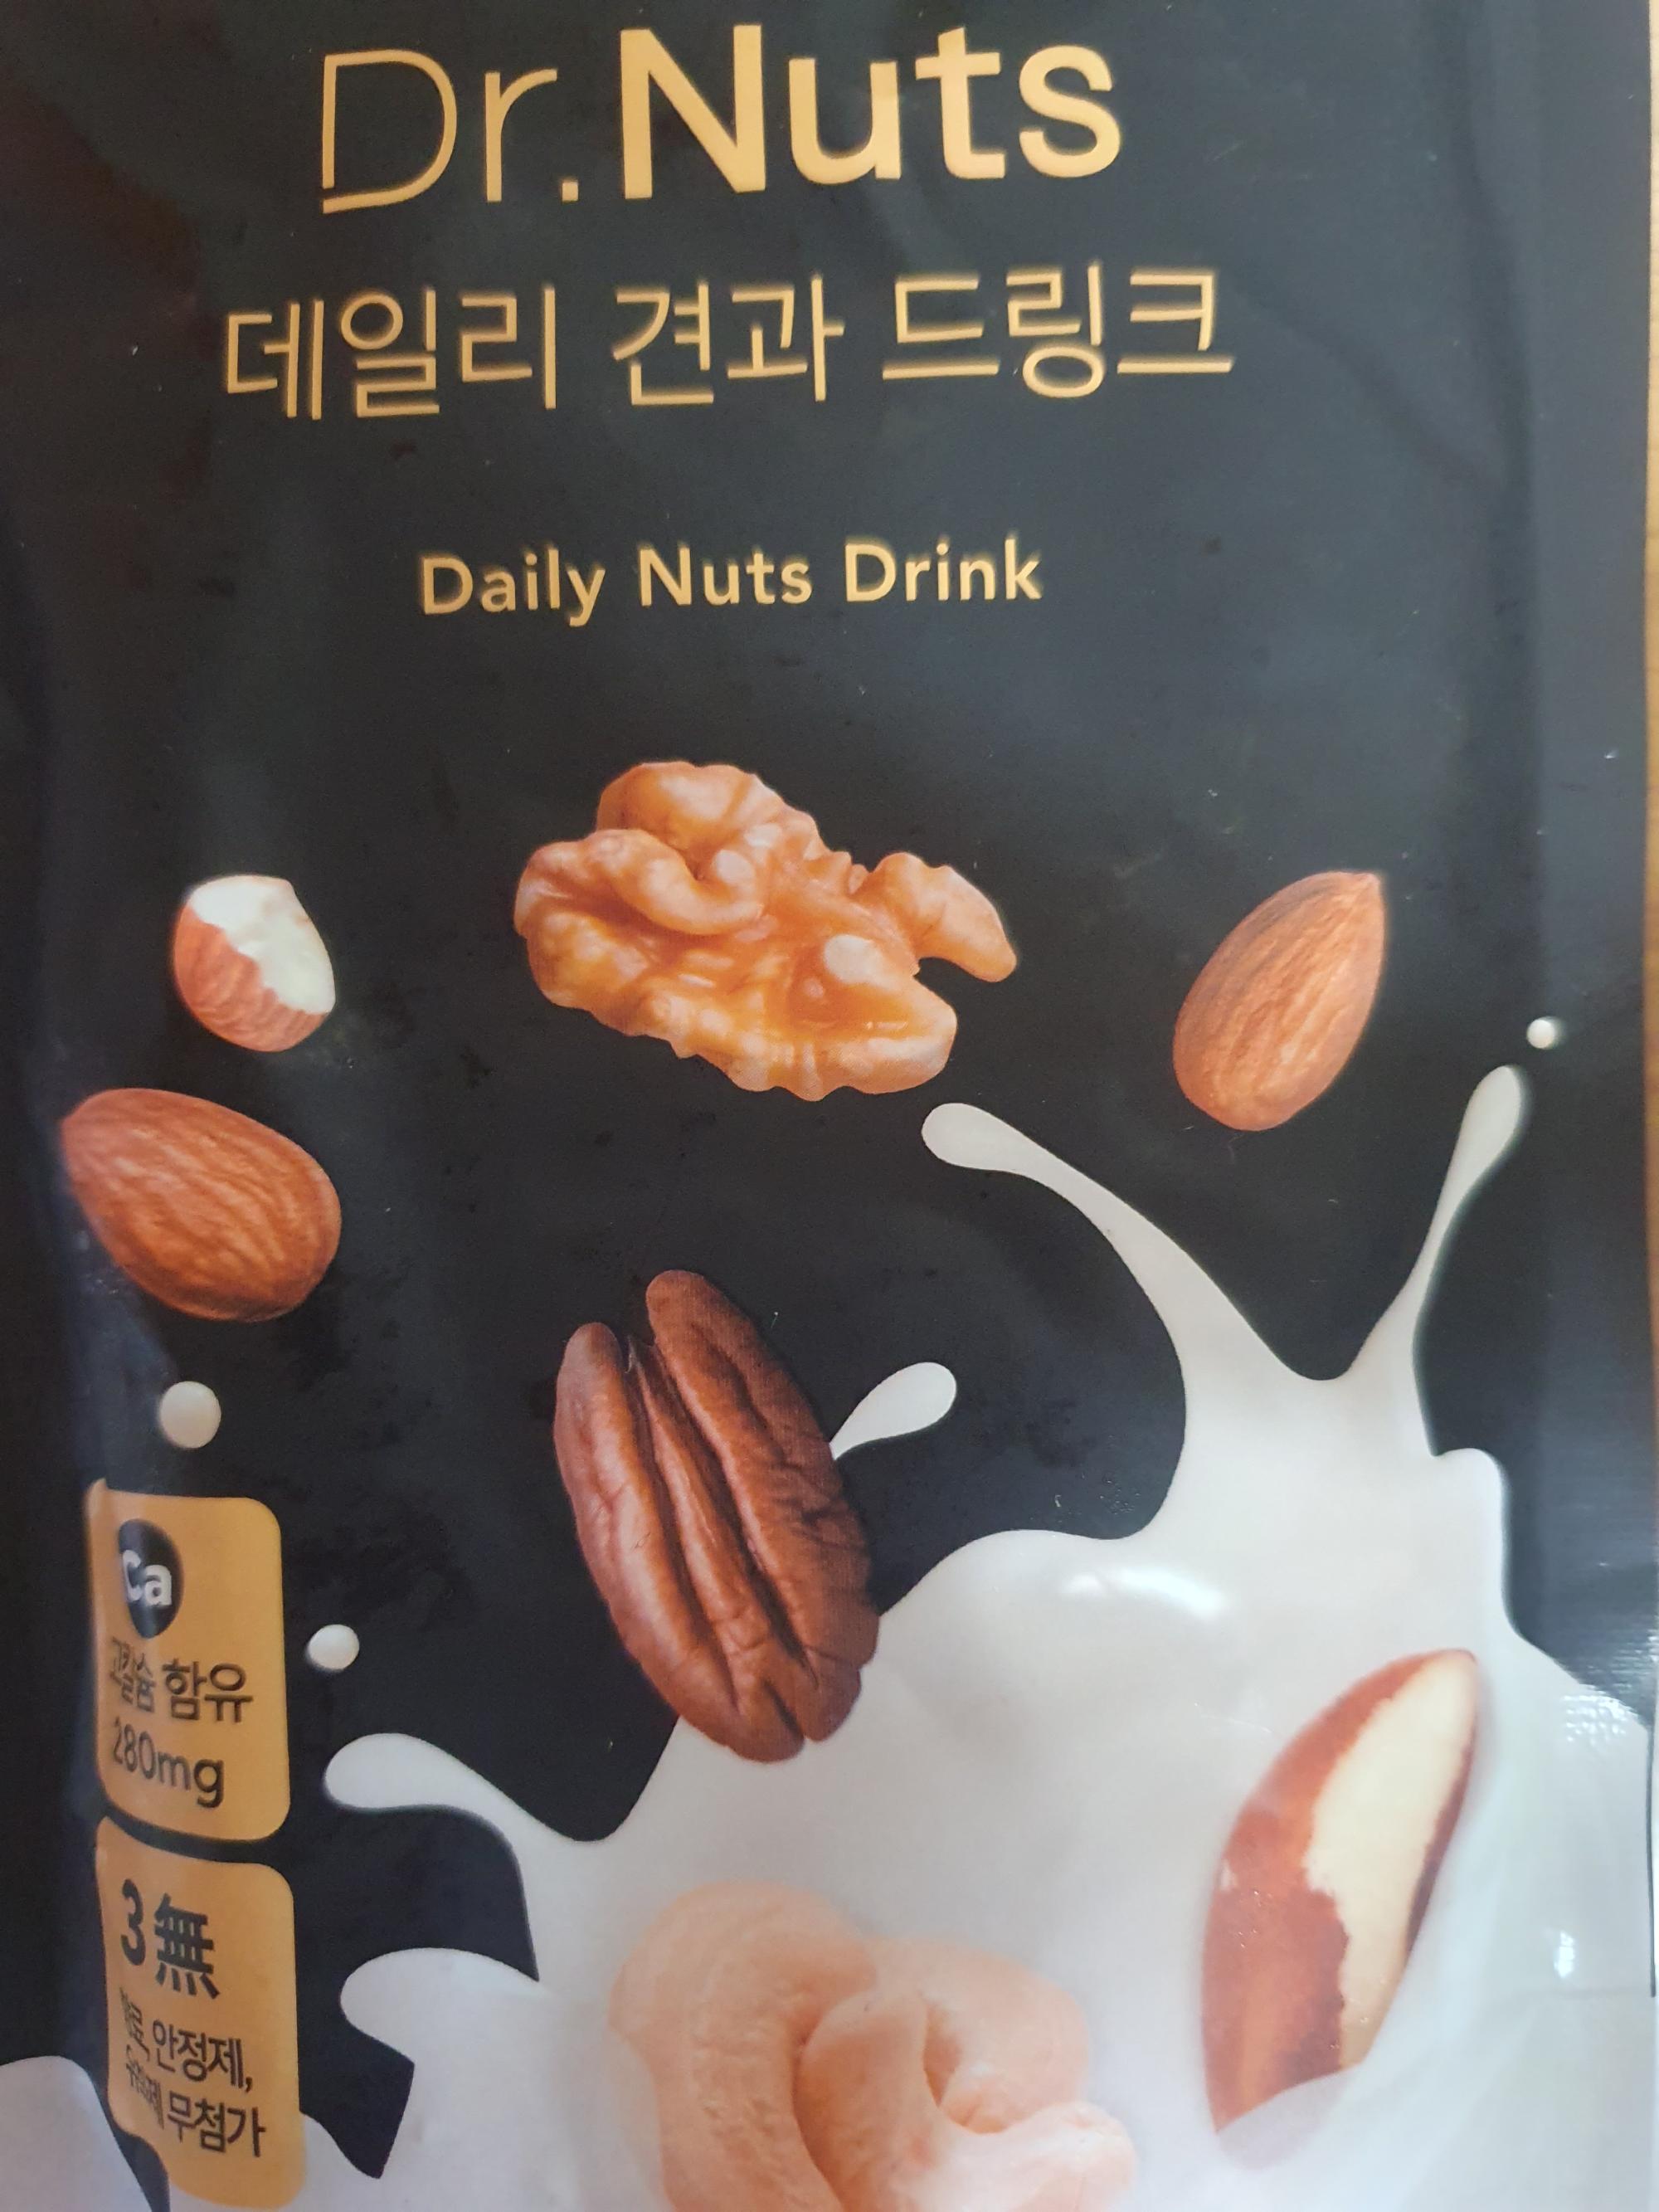 Dr.Nuts
데일리 견과 드링크
Daily Nuts Drink
Ca
고칼슘 함유
280mg
3無
안정제,
무첨가